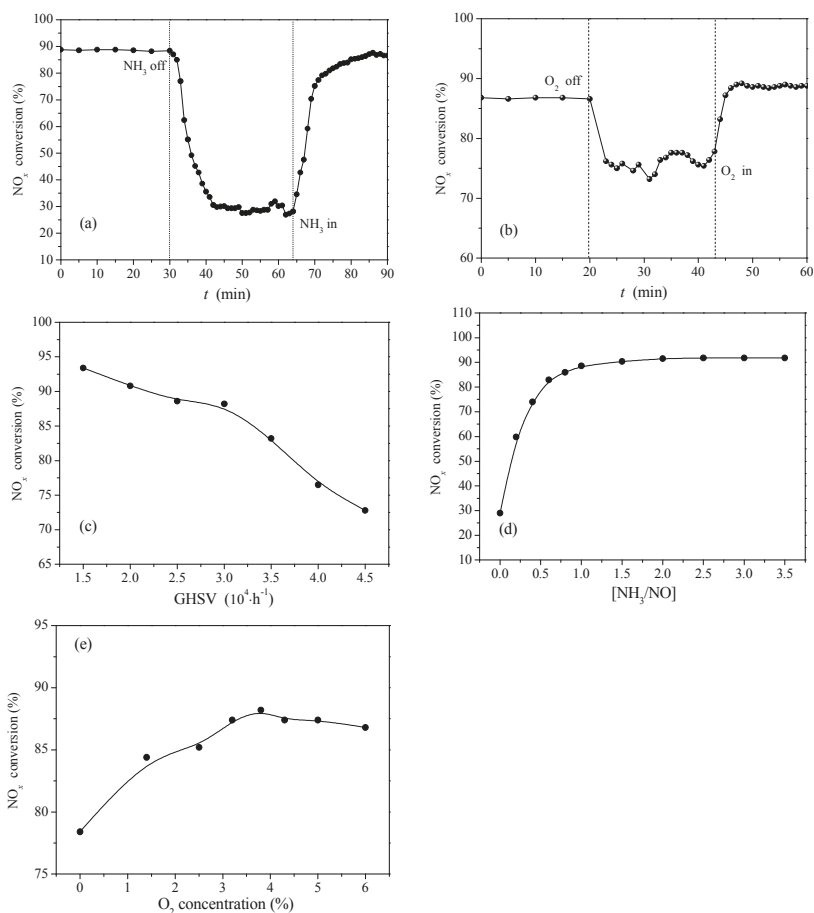 100
90
80
70
60
50
40
30
20
10
NOx conversion (%)
NH3 off
NH3 in
(a)
0 10 20 30 40 50 60 70 80 90
t (min)
100
90
80
70
60
NOx conversion (%)
O2 off
O2 in
(b)
0 10 20 30 40 50 60
t (min)
100
95
90
85
80
75
70
65
NOx conversion (%)
(c)
1.5 2.0 2.5 3.0 3.5 4.0 4.5
GHSV (10⁴·h⁻¹)
110
100
90
80
70
60
50
40
30
20
10
NOx conversion (%)
(d)
0.0 0.5 1.0 1.5 2.0 2.5 3.0 3.5
[NH3/NO]
95
90
85
80
75
NOx conversion (%)
(e)
0 1 2 3 4 5 6
O2 concentration (%)